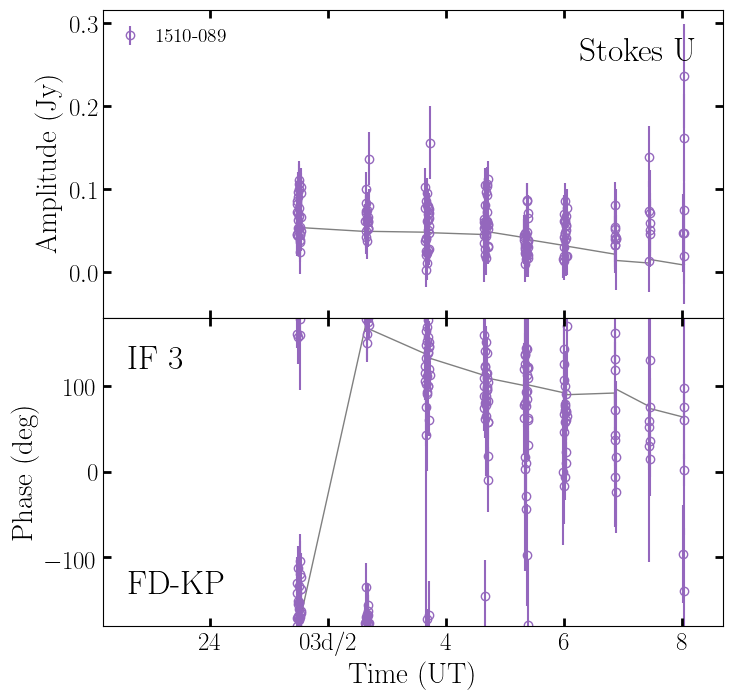 0.3
1510-089
Stokes U
0.2
0.1
0.0
Amplitude (Jy)
IF 3
100
0
−100
Phase (deg)
FD-KP
24
03d/2
4
6
8
Time (UT)